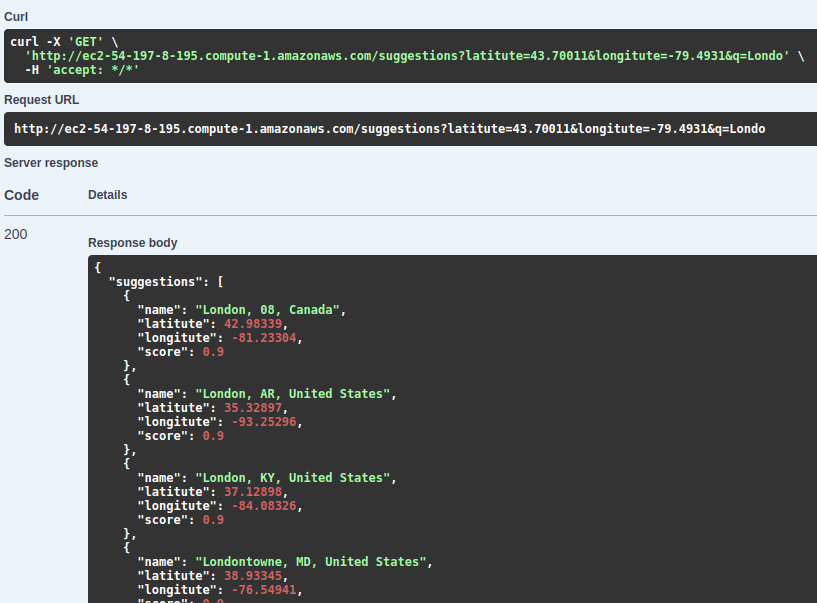 Curl
curl -X 'GET' \
'http://ec2-54-197-8-195.compute-1.amazonaws.com/suggestions?latitute=43.70011&longitute=-79.4931&q=Londo' \
-H 'accept: */*'
Request URL
http://ec2-54-197-8-195.compute-1.amazonaws.com/suggestions?latitute=43.70011&longitute=-79.4931&q=Londo
Server response
Code Details
200
Response body
{
"suggestions": [
{
"name": "London, 08, Canada",
"latitute": 42.98339,
"longitute": -81.23304,
"score": 0.9
},
{
"name": "London, AR, United States",
"latitute": 35.32897,
"longitute": -93.25296,
"score": 0.9
},
{
"name": "London, KY, United States",
"latitute": 37.12898,
"longitute": -84.08326,
"score": 0.9
},
{
"name": "Londontowne, MD, United States",
"latitute": 38.93345,
"longitute": -76.54941,
"score": 0.9